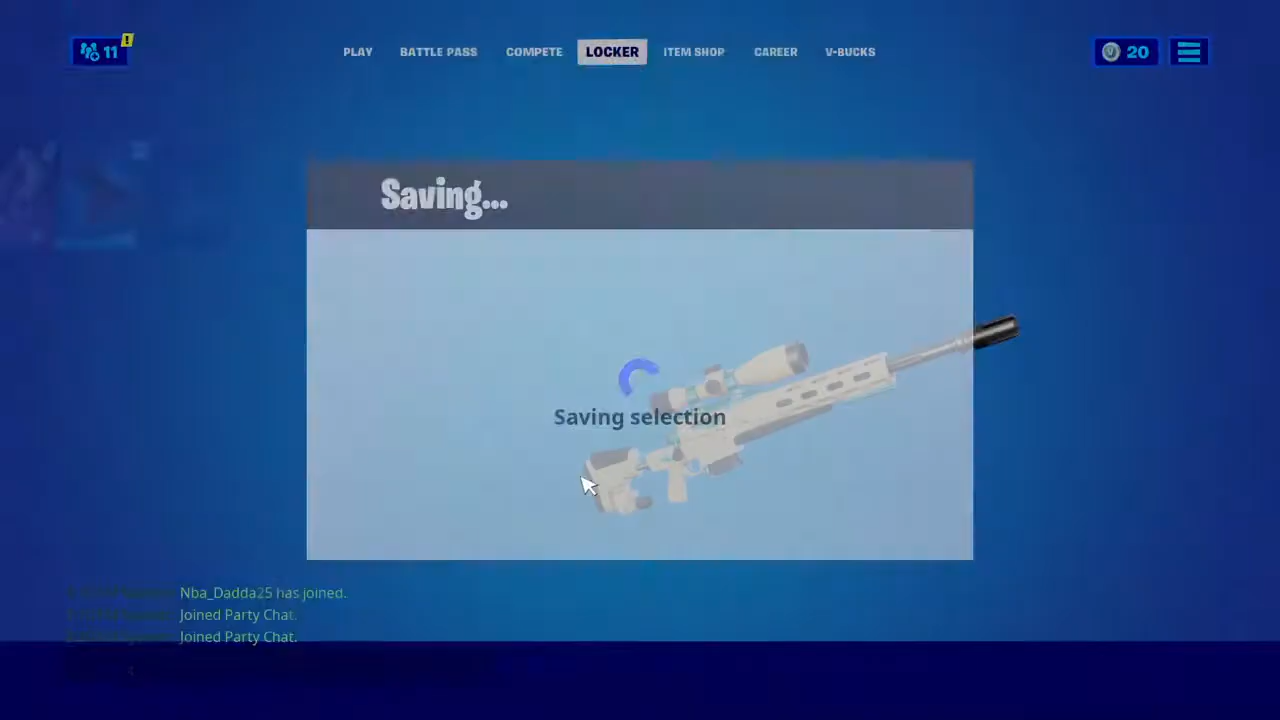 11
!
PLAY
BATTLE PASS
COMPETE
LOCKER
ITEM SHOP
CAREER
V-BUCKS
20
Saving...
Saving selection
Nba_Dadda25 has joined.
Joined Party Chat.
Joined Party Chat.